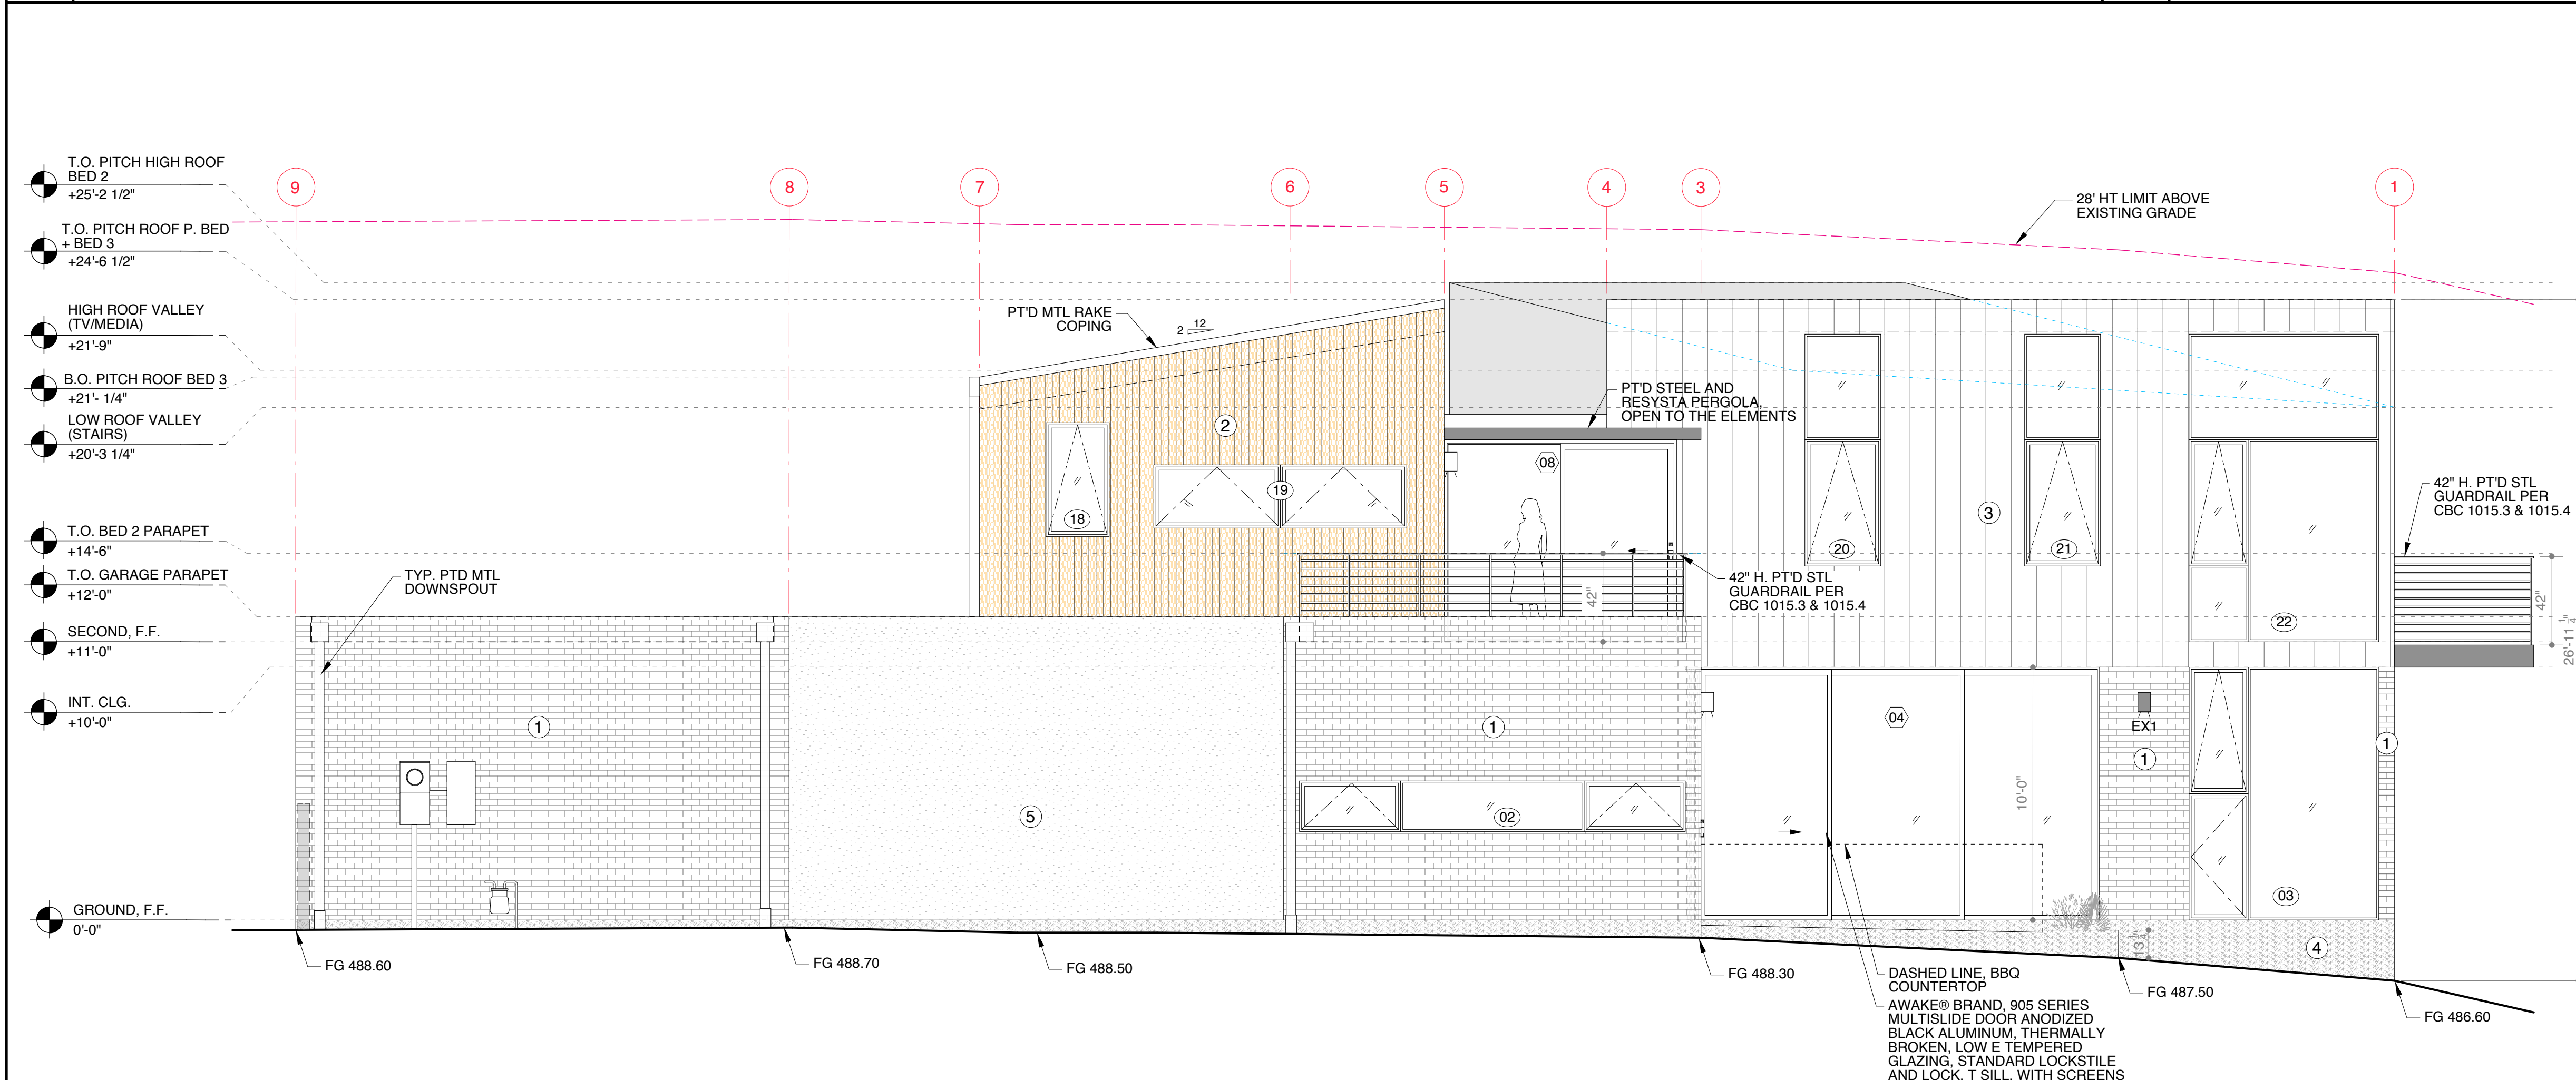 T.O. PITCH HIGH ROOF
BED 2
+25'-2 1/2"
T.O. PITCH ROOF P. BED
+ BED 3
+24'-6 1/2"
HIGH ROOF VALLEY
(TV/MEDIA)
+21'-9"
B.O. PITCH ROOF BED 3
+21'- 1/4"
LOW ROOF VALLEY
(STAIRS)
+20'-3 1/4"
T.O. BED 2 PARAPET
+14'-6"
T.O. GARAGE PARAPET
+12'-0"
SECOND, F.F.
+11'-0"
INT. CLG.
+10'-0"
GROUND, F.F.
0'-0"
9
8
7
6
5
4
3
1
28' HT LIMIT ABOVE
EXISTING GRADE
PT'D MTL RAKE
COPING
2
12
PT'D STEEL AND
RESYSTA PERGOLA,
OPEN TO THE ELEMENTS
2
08
18
19
3
20
21
22
42" H. PT'D STL
GUARDRAIL PER
CBC 1015.3 & 1015.4
42"
26'-11 1/4"
TYP. PTD MTL
DOWNSPOUT
42"
42" H. PT'D STL
GUARDRAIL PER
CBC 1015.3 & 1015.4
1
5
1
02
04
10'-0"
EX1
1
1
03
4
13 1/4"
FG 488.60
FG 488.70
FG 488.50
FG 488.30
DASHED LINE, BBQ
COUNTERTOP
AWAKE® BRAND, 905 SERIES
MULTISLIDE DOOR ANODIZED
BLACK ALUMINUM, THERMALLY
BROKEN, LOW E TEMPERED
GLAZING, STANDARD LOCKSTILE
AND LOCK, T SILL, WITH SCREENS
FG 487.50
FG 486.60